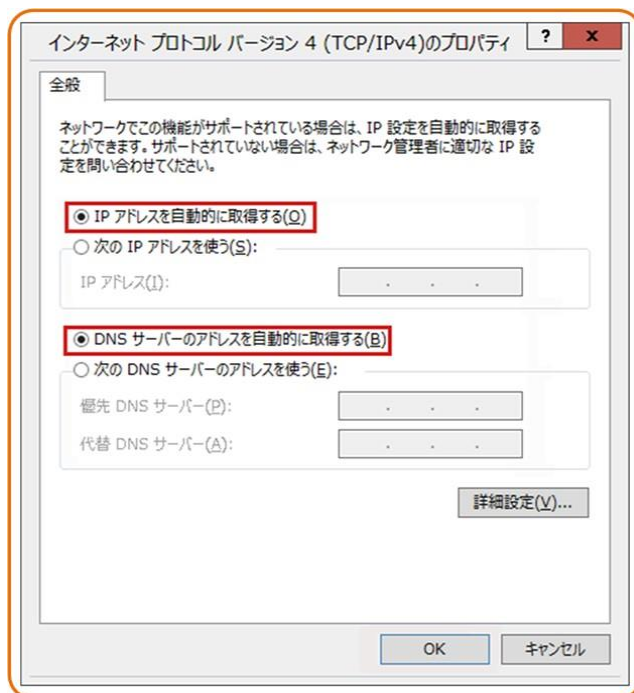 インターネット プロトコル バージョン 4 (TCP/IPv4)のプロパティ
?
x
全般
ネットワークでこの機能がサポートされている場合は、IP 設定を自動的に取得する
ことができます。サポートされていない場合は、ネットワーク管理者に適切な IP 設
定を問い合わせてください。
IP アドレスを自動的に取得する(O)
次の IP アドレスを使う(S):
IP アドレス(I):
. . .
DNS サーバーのアドレスを自動的に取得する(B)
次の DNS サーバーのアドレスを使う(E):
優先 DNS サーバー(P):
. . .
代替 DNS サーバー(A):
. . .
詳細設定(V)...
OK
キャンセル